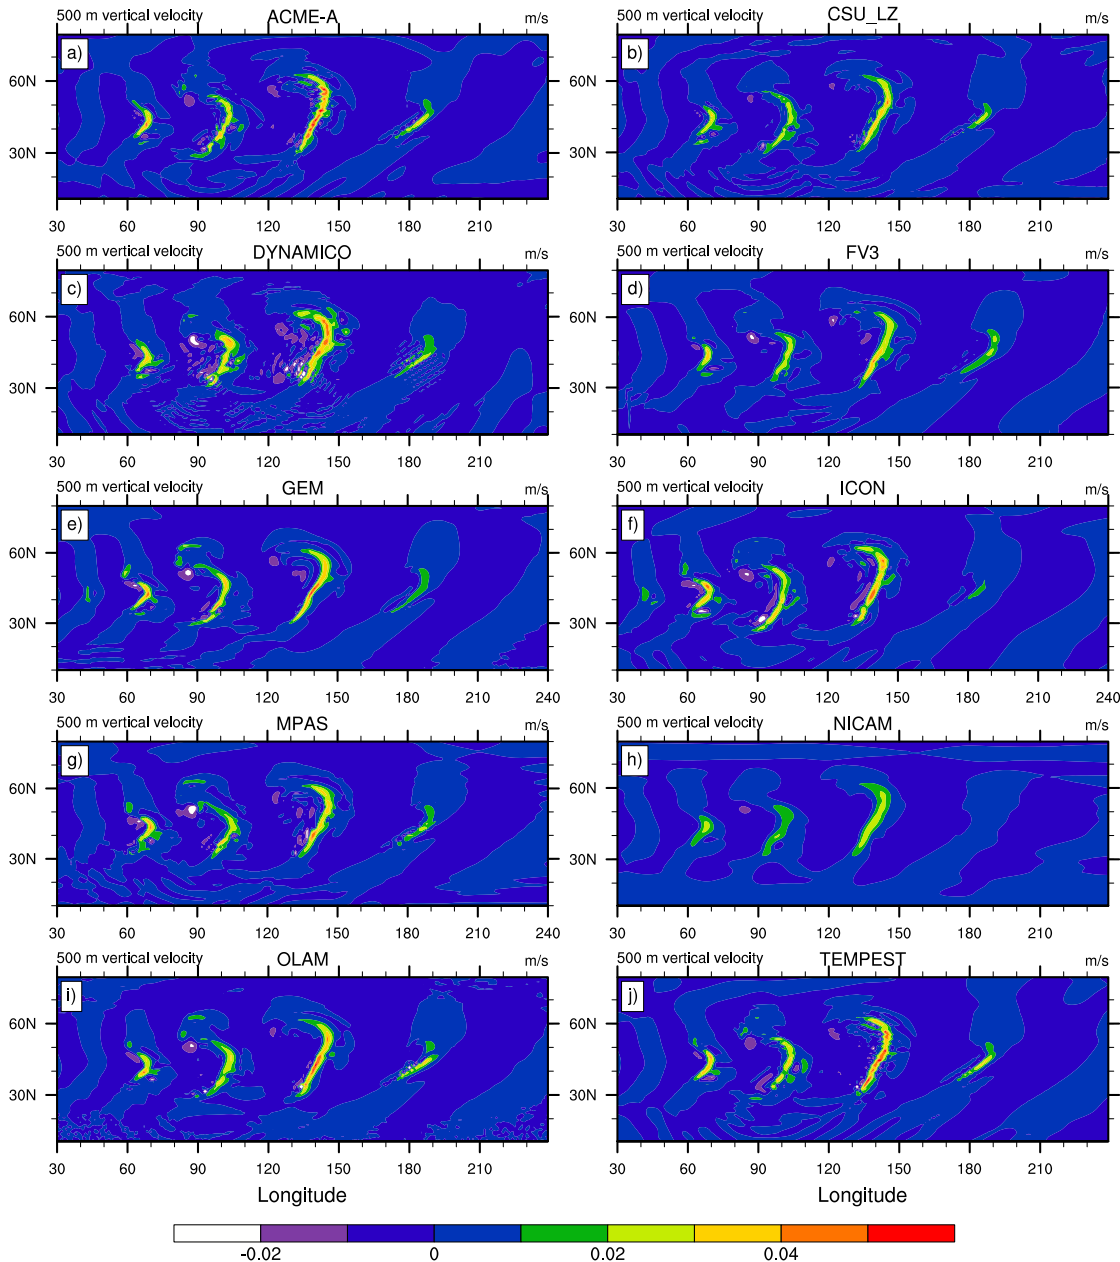 500 m vertical velocity ACME-A m/s
a)
60N
30N
30 60 90 120 150 180 210
500 m vertical velocity CSU_LZ m/s
b)
60N
30N
30 60 90 120 150 180 210
500 m vertical velocity DYNAMICO m/s
c)
60N
30N
30 60 90 120 150 180 210
500 m vertical velocity FV3 m/s
d)
60N
30N
30 60 90 120 150 180 210
500 m vertical velocity GEM m/s
e)
60N
30N
30 60 90 120 150 180 210 240
500 m vertical velocity ICON m/s
f)
60N
30N
30 60 90 120 150 180 210 240
500 m vertical velocity MPAS m/s
g)
60N
30N
30 60 90 120 150 180 210 240
500 m vertical velocity NICAM m/s
h)
60N
30N
30 60 90 120 150 180 210
500 m vertical velocity OLAM m/s
i)
60N
30N
30 60 90 120 150 180 210
Longitude
500 m vertical velocity TEMPEST m/s
j)
60N
30N
30 60 90 120 150 180 210
Longitude
-0.02 0 0.02 0.04